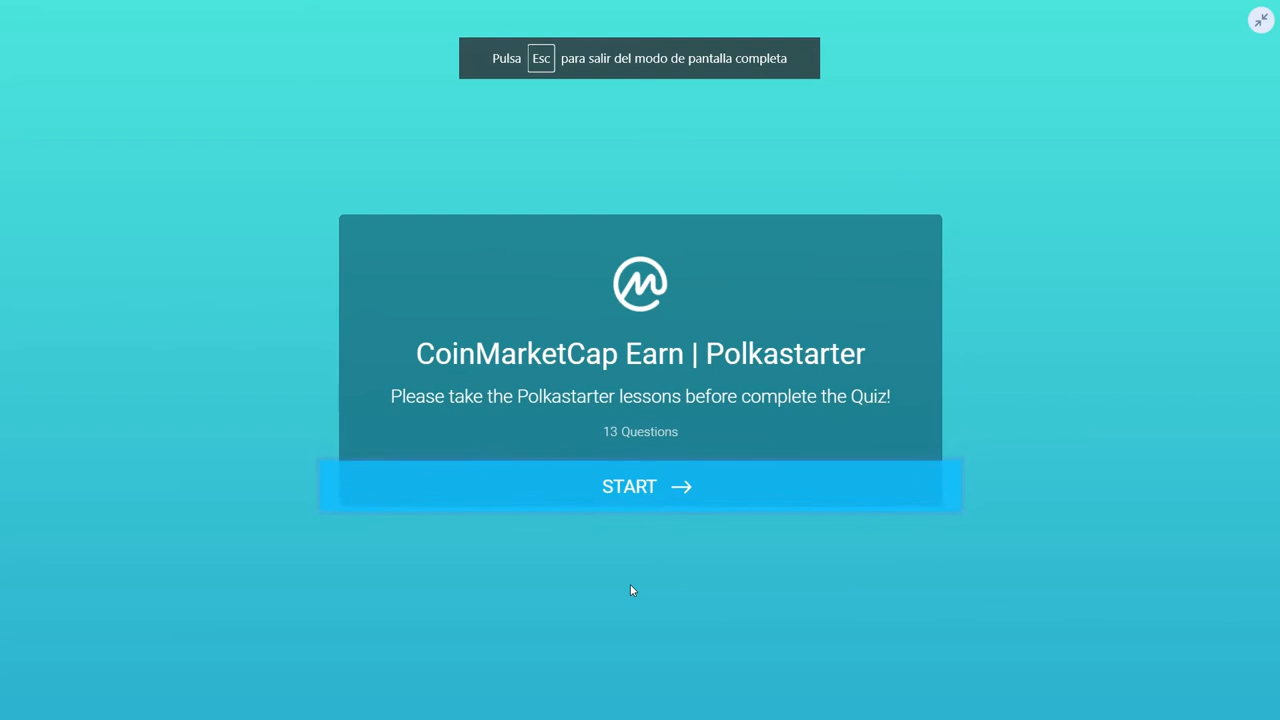 Pulsa Esc para salir del modo de pantalla completa
CoinMarketCap Earn | Polkastarter
Please take the Polkastarter lessons before complete the Quiz!
13 Questions
START →